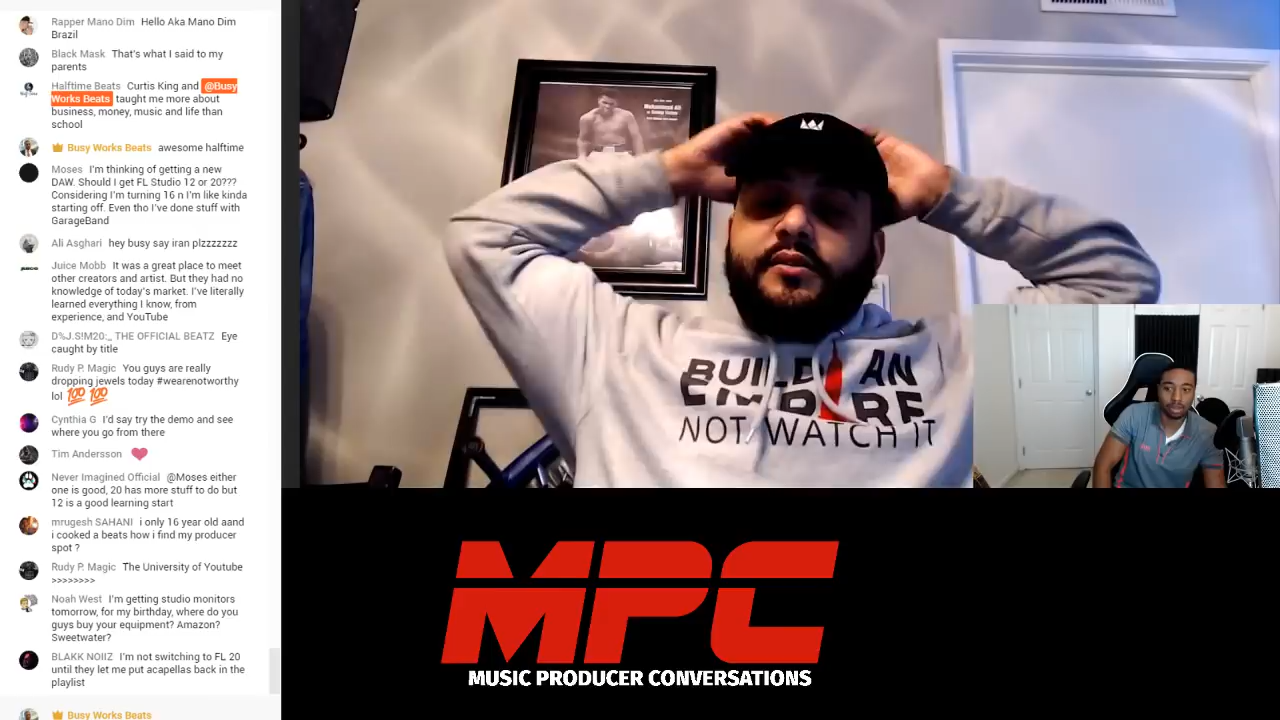 Rapper Mano Dim Hello Aka Mano Dim
Brazil
Black Mask That's what I said to my
parents
Halftime Beats Curtis King and @Busy
Works Beats taught me more about
business, money, music and life than
school
Busy Works Beats awesome halftime
Moses I'm thinking of getting a new
DAW. Should I get FL Studio 12 or 20???
Considering I'm turning 16 n I'm like kinda
starting off. Even tho I've done stuff with
GarageBand
Ali Asghari hey busy say iran plzzzzzzz
Juice Mobb It was a great place to meet
other creators and artist. But they had no
knowledge of today's market. I've literally
learned everything I know, from
experience, and YouTube
D%J.S!M20:_ THE OFFICIAL BEATZ Eye
caught by title
Rudy P. Magic You guys are really
dropping jewels today #wearenotworthy
lol 💯 💯
Cynthia G I'd say try the demo and see
where you go from there
Tim Andersson ❤
Never Imagined Official @Moses either
one is good, 20 has more stuff to do but
12 is a good learning start
mrugesh SAHANI i only 16 year old aand
i cooked a beats how i find my producer
spot ?
Rudy P. Magic The University of Youtube
>>>>>>>>
Noah West I'm getting studio monitors
tomorrow, for my birthday, where do you
guys buy your equipment? Amazon?
Sweetwater?
BLAKK NOIIZ I'm not switching to FL 20
until they let me put acapellas back in the
playlist
Busy Works Beats
Muhammad Ali
BUILD AN
EMPIRE
NOT WATCH IT
MPC
MUSIC PRODUCER CONVERSATIONS